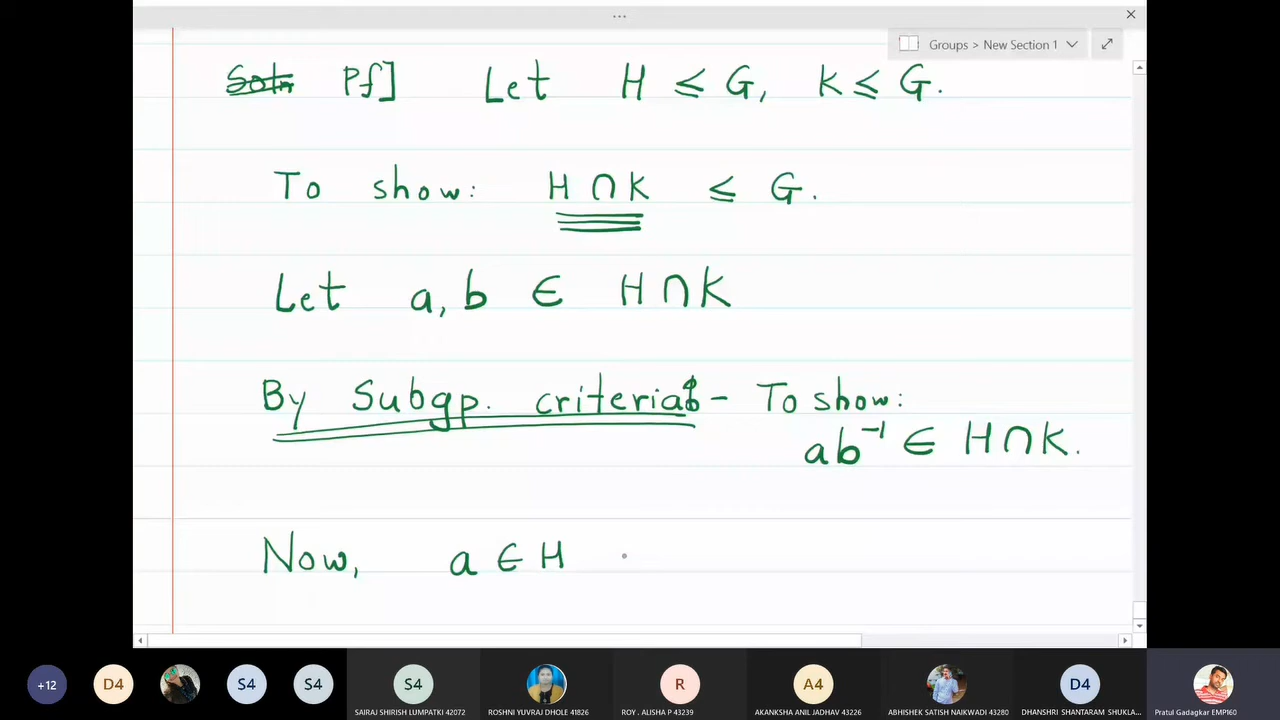 Groups > New Section 1
Soln Pf] Let H ≤ G, K ≤ G.
To show: H ∩ K ≤ G.
Let a, b ∈ H ∩ K
By Subgp. criteria - To show:
ab⁻¹ ∈ H ∩ K.
Now, a ∈ H
+12 D4 S4 S4 S4 R A4 D4
SAIRAJ SHIRISH LUMPATKI 42072 ROSHNI YUVRAJ DHOLE 41826 ROY . ALISHA P 43239 AKANKSHA ANIL JADHAV 43226 ABHISHEK SATISH NAIKWADI 43280 DHANSHRI SHANTARAM SHUKLA... Pratul Gadagkar EMP160